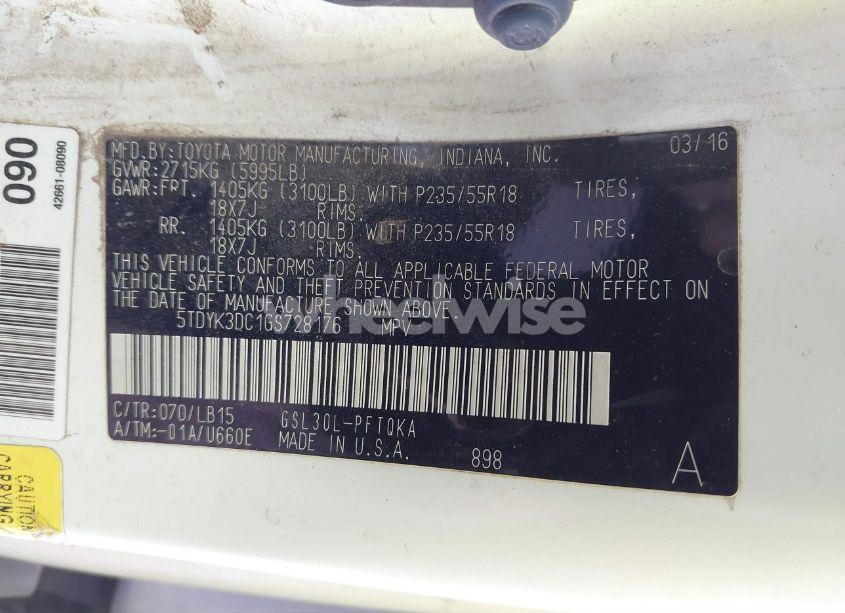 MFD.BY:TOYOTA MOTOR MANUFACTURING, INDIANA, INC. 03/16
GVWR:2715KG (5995LB)
GAWR:FRT. 1405KG (3100LB) WITH P235/55R18 TIRES,
18X7J RIMS.
RR. 1405KG (3100LB) WITH P235/55R18 TIRES,
18X7J RIMS.
THIS VEHICLE CONFORMS TO ALL APPLICABLE FEDERAL MOTOR
VEHICLE SAFETY AND THEFT PREVENTION STANDARDS IN EFFECT ON
THE DATE OF MANUFACTURE SHOWN ABOVE.
5TDYK3DC1GS728176 MPV
C/TR:070/LB15 GSL30L-PFTQKA
A/TM:-01A/U660E MADE IN U.S.A. 898
A
090
42661-08090
CAUTION
CARRYING
wheelwise